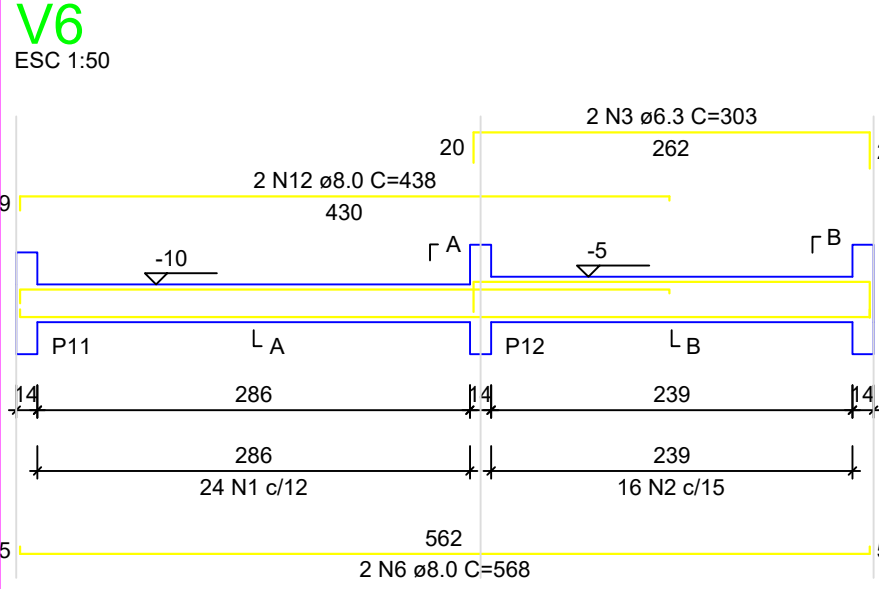 V6
ESC 1:50
2 N3 ø6.3 C=303
20
262
2 N12 ø8.0 C=438
9
430
A
B
-10
-5
P11
A
P12
B
14
286
14
239
14
286
239
24 N1 c/12
16 N2 c/15
562
5
2 N6 ø8.0 C=568